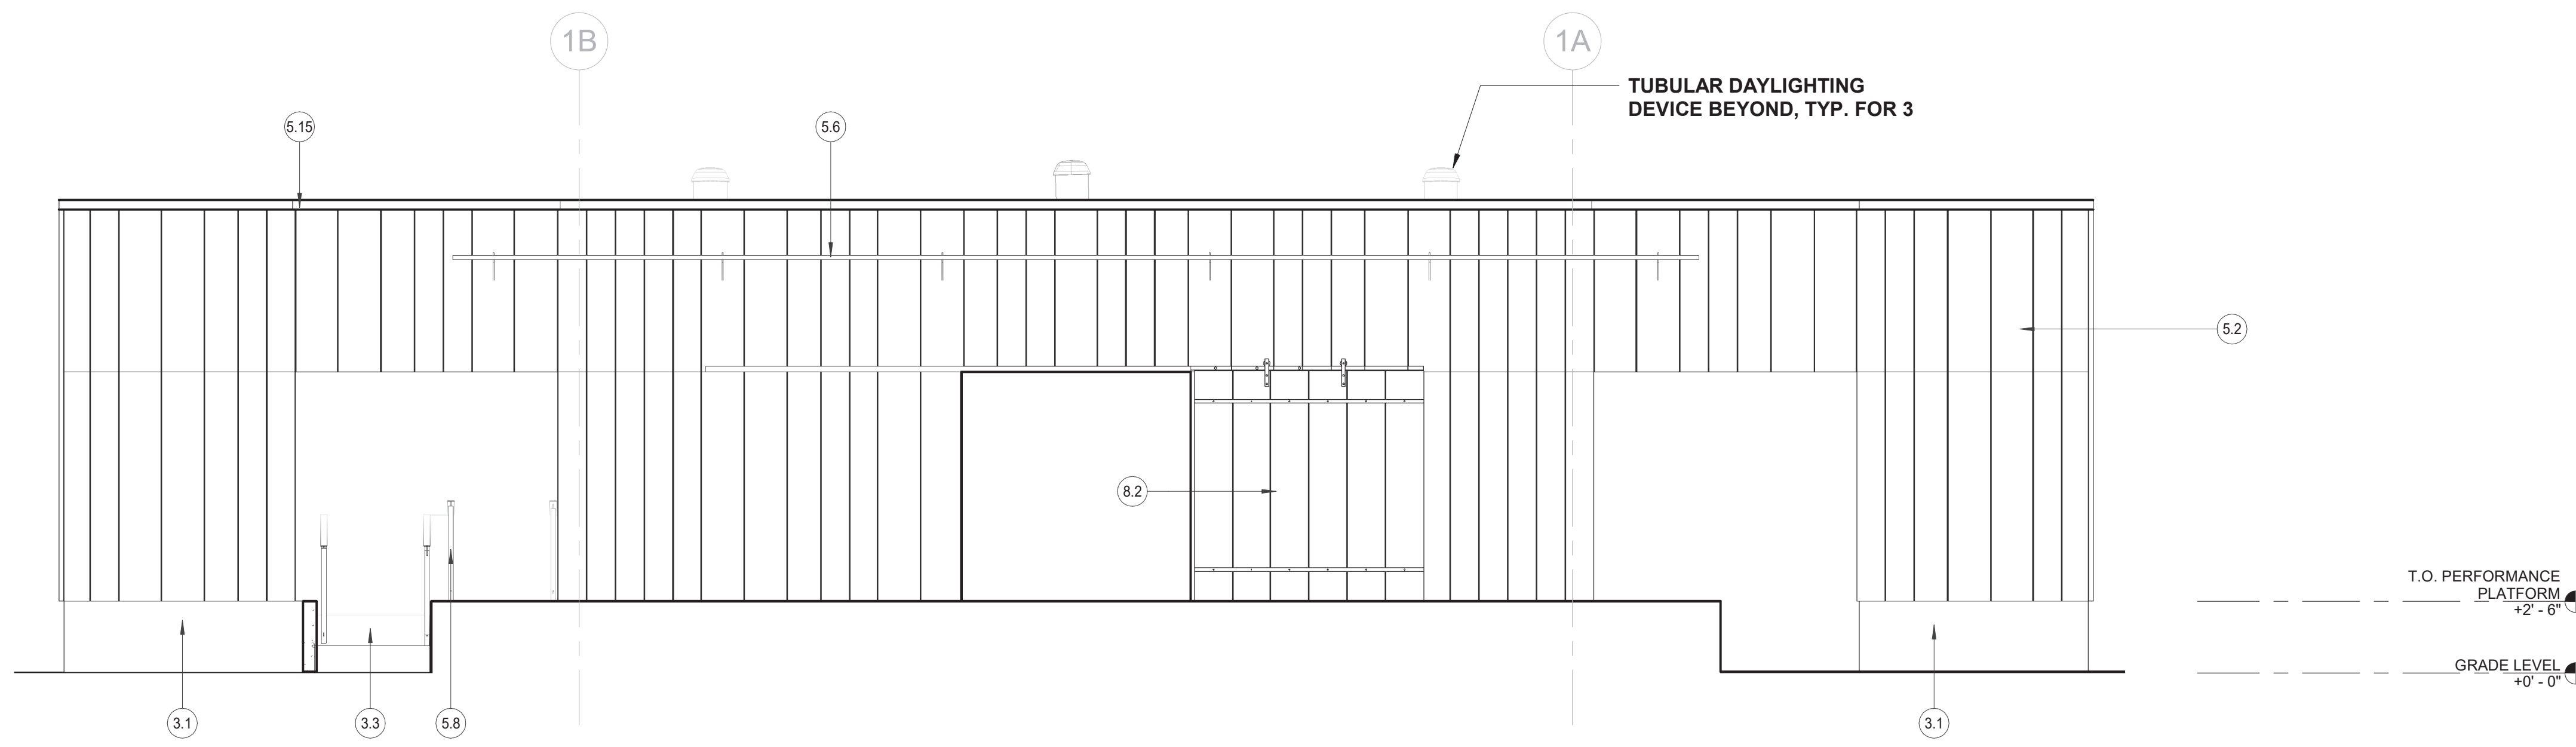 1B
1A
TUBULAR DAYLIGHTING
DEVICE BEYOND, TYP. FOR 3
5.15
5.6
5.2
8.2
T.O. PERFORMANCE
PLATFORM
+2' - 6"
GRADE LEVEL
+0' - 0"
3.1
3.3
5.8
3.1